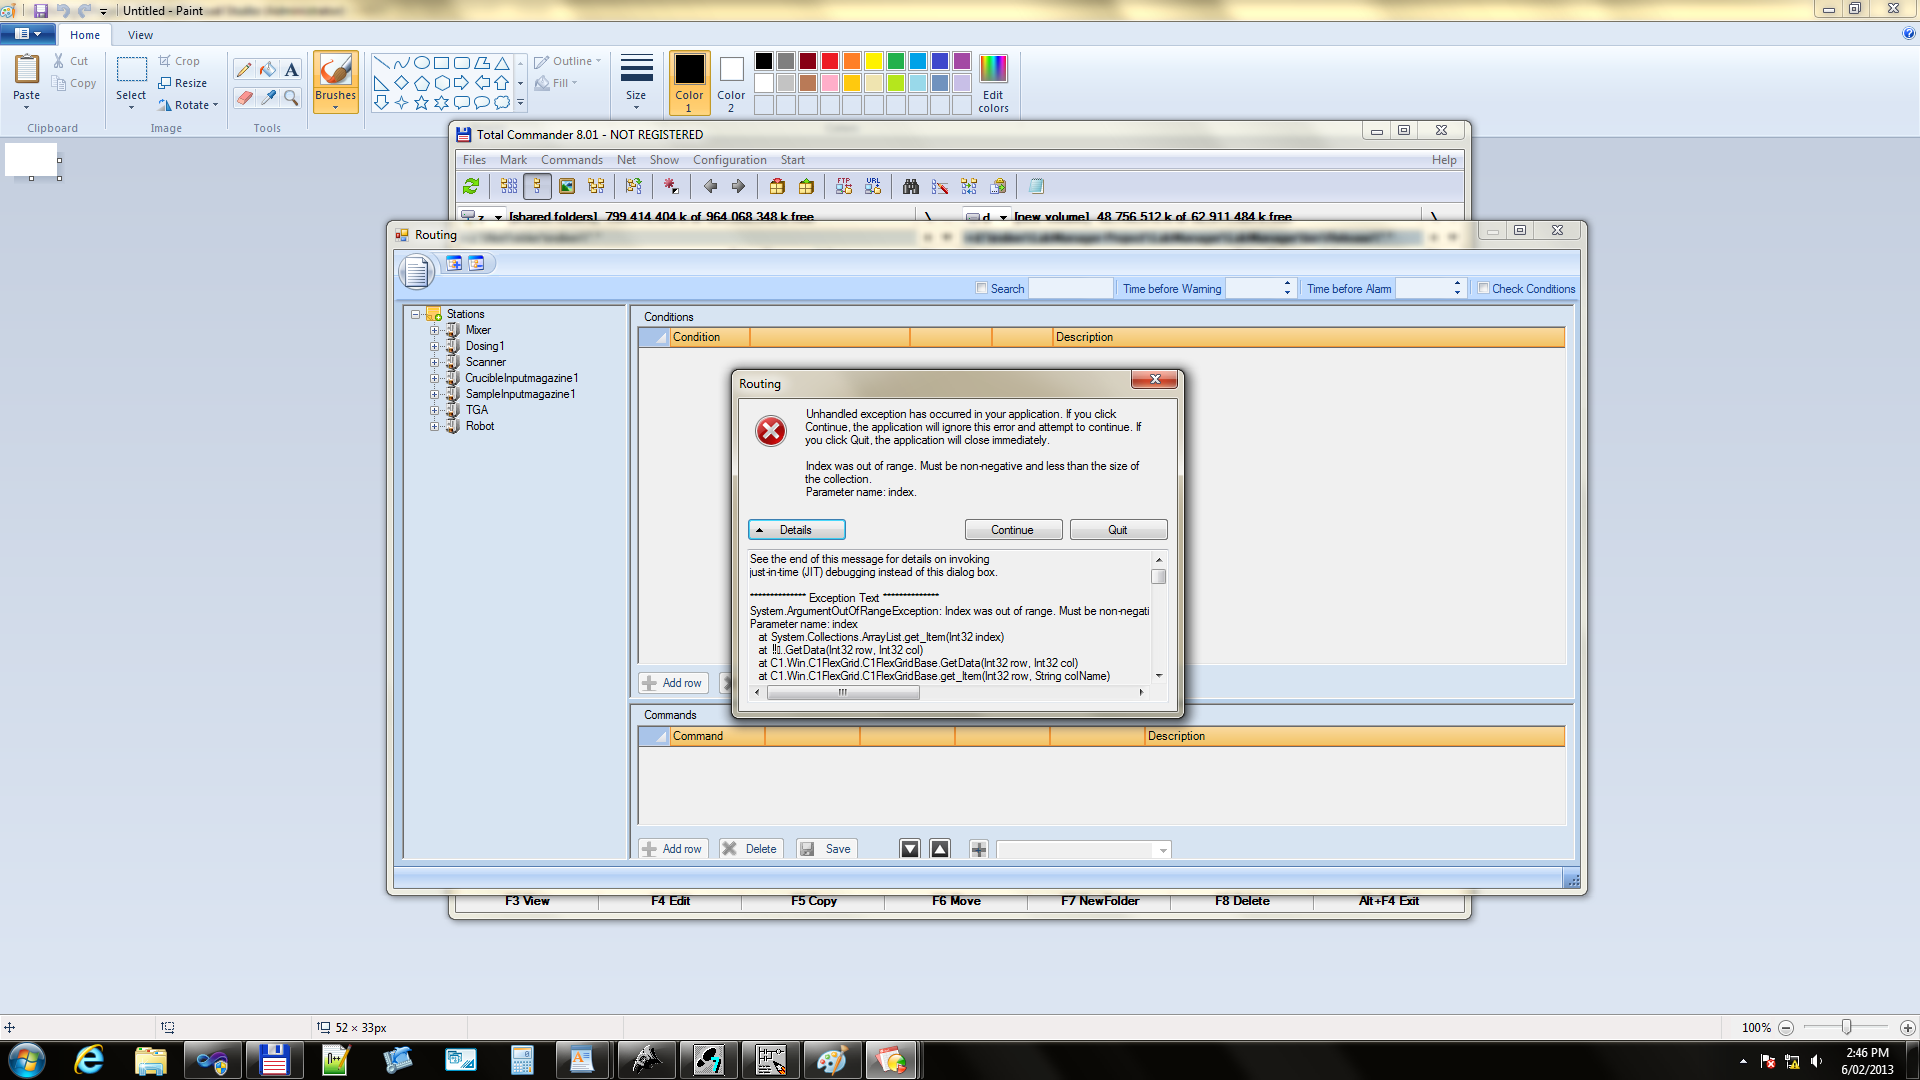 Untitled - Paint
Home
View
Paste
Cut
Copy
Clipboard
Select
Crop
Resize
Rotate
Image
Tools
Brushes
Outline
Fill
Size
Color
1
Color
2
Edit
colors
Total Commander 8.01 - NOT REGISTERED
Files Mark Commands Net Show Configuration Start Help
FTP URL
z [shared folders] 799 414 404 k of 964 068 348 k free \
d [new volume] 48 756 512 k of 62 911 484 k free \
Routing
Search Time before Warning Time before Alarm Check Conditions
Stations
Mixer
Dosing1
Scanner
CrucibleInputmagazine1
SampleInputmagazine1
TGA
Robot
Conditions
Condition Description
Routing
Unhandled exception has occurred in your application. If you click
Continue, the application will ignore this error and attempt to continue. If
you click Quit, the application will close immediately.
Index was out of range. Must be non-negative and less than the size of
the collection.
Parameter name: index.
Details Continue Quit
See the end of this message for details on invoking
just-in-time (JIT) debugging instead of this dialog box.
************** Exception Text **************
System.ArgumentOutOfRangeException: Index was out of range. Must be non-negati
Parameter name: index
at System.Collections.ArrayList.get_Item(Int32 index)
at .GetData(Int32 row, Int32 col)
at C1.Win.C1FlexGrid.C1FlexGridBase.GetData(Int32 row, Int32 col)
at C1.Win.C1FlexGrid.C1FlexGridBase.get_Item(Int32 row, String colName)
Add row
Commands
Command Description
Add row Delete Save
F3 View F4 Edit F5 Copy F6 Move F7 NewFolder F8 Delete Alt+F4 Exit
52 × 33px
100%
2:46 PM
6/02/2013